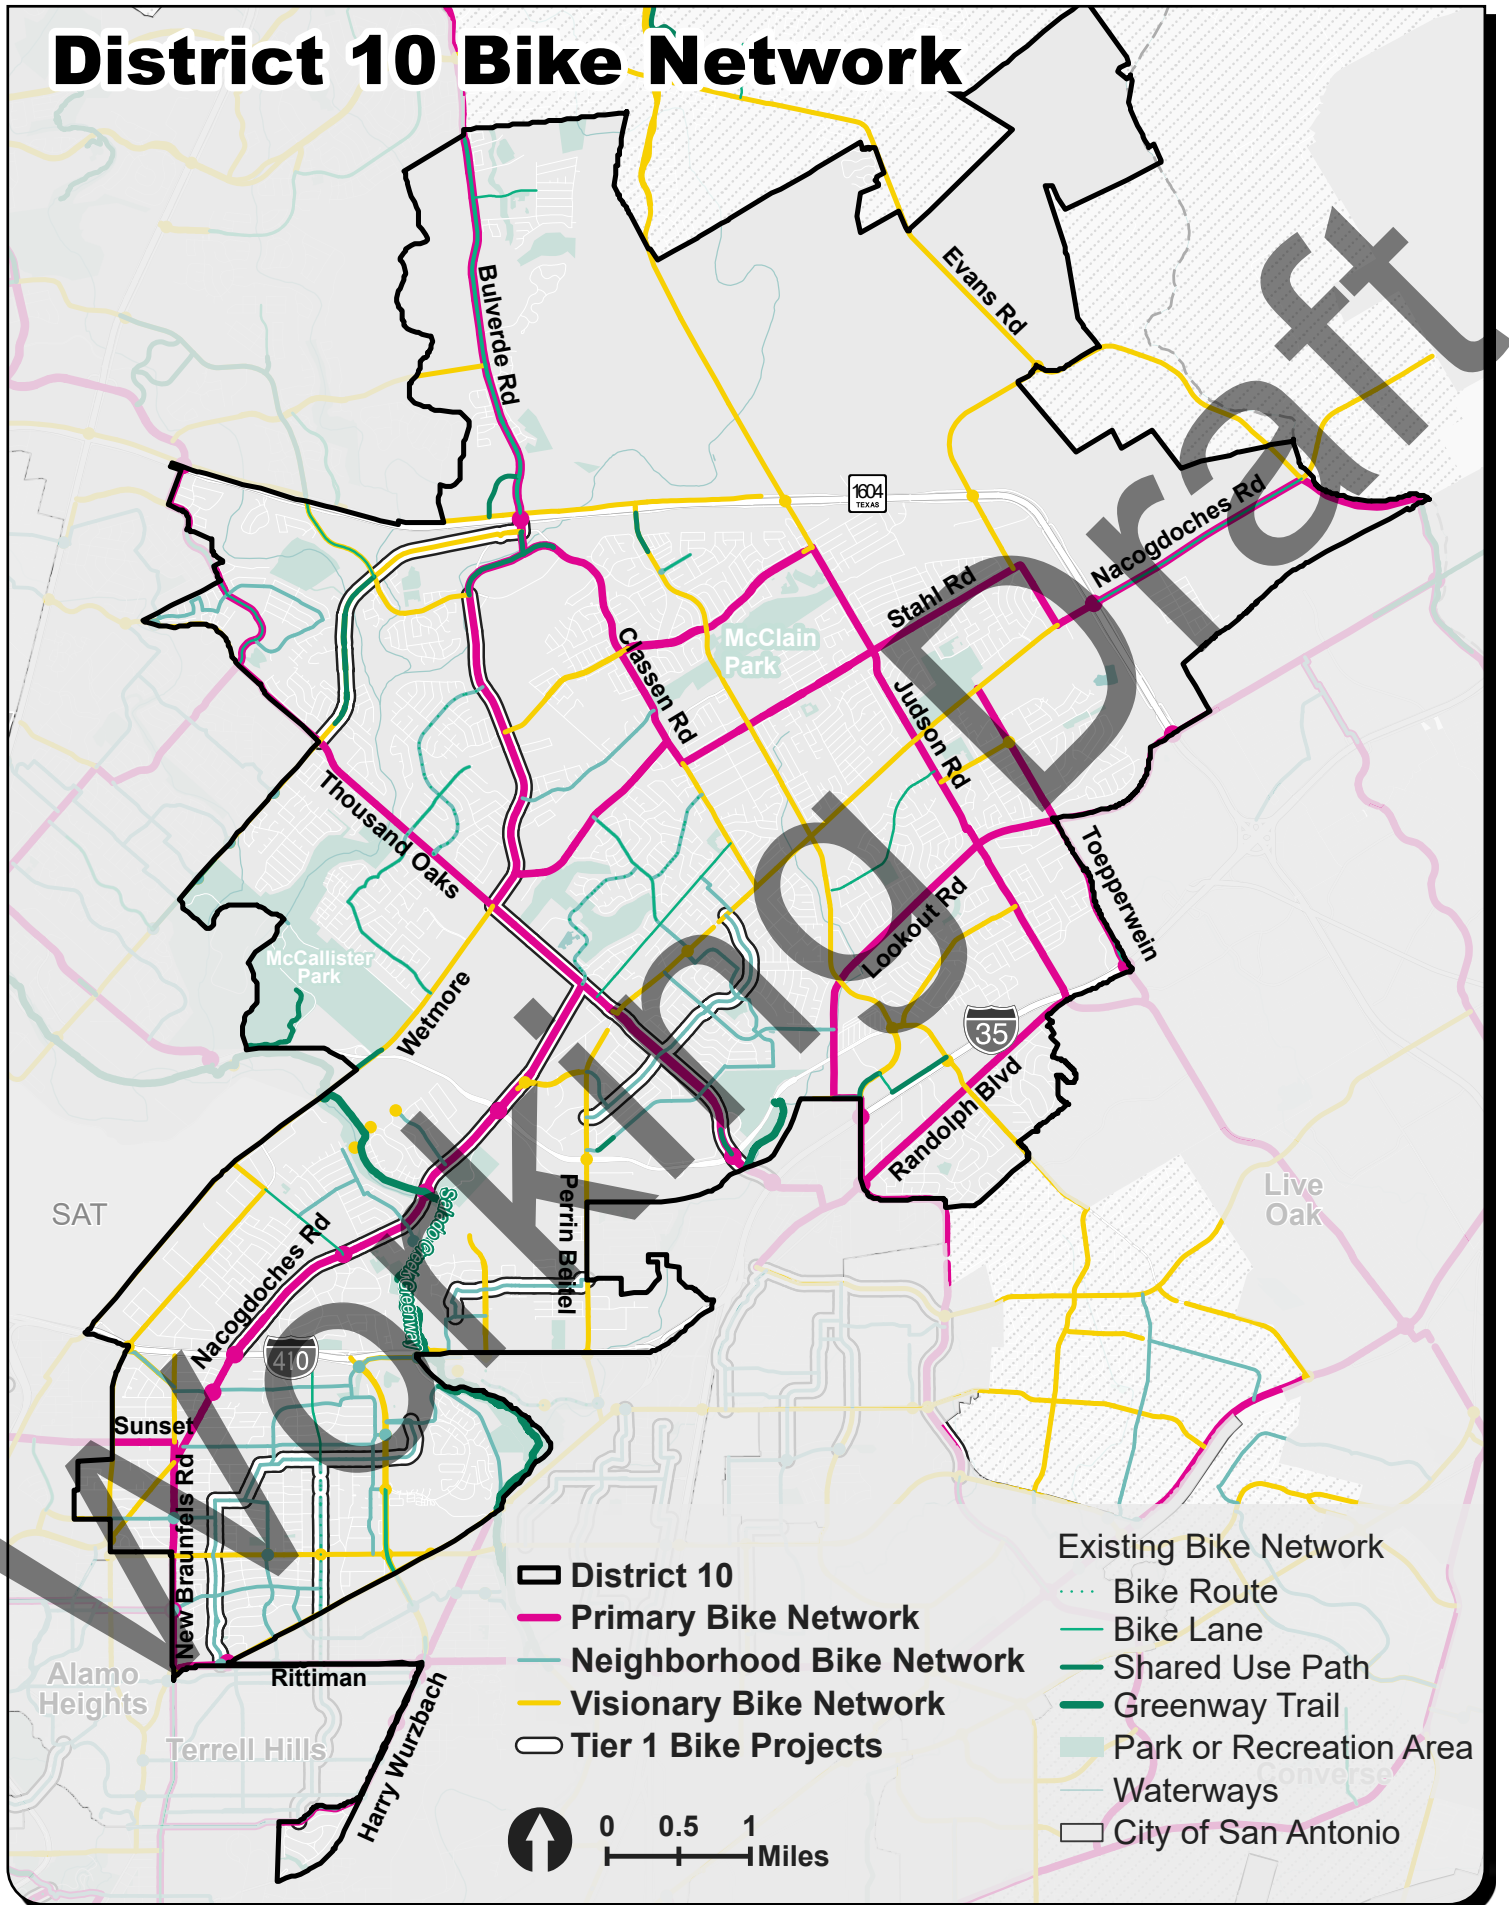 District 10 Bike Network
Bulverde Rd
Evans Rd
1604
TEXAS
Nacogdoches Rd
Stahl Rd
McClain
Park
Classen Rd
Judson Rd
Thousand Oaks
Toepperwein
Lookout Rd
McCallister
Park
Wetmore
35
Randolph Blvd
SAT
Live
Oak
Perrin Beitel
Salado Creek Greenway
Nacogdoches Rd
410
Sunset
New Braunfels Rd
Rittiman
Harry Wurzbach
Alamo
Heights
Terrell Hills
Converse
Working Draft
District 10
Primary Bike Network
Neighborhood Bike Network
Visionary Bike Network
Tier 1 Bike Projects
0 0.5 1
Miles
Existing Bike Network
Bike Route
Bike Lane
Shared Use Path
Greenway Trail
Park or Recreation Area
Waterways
City of San Antonio